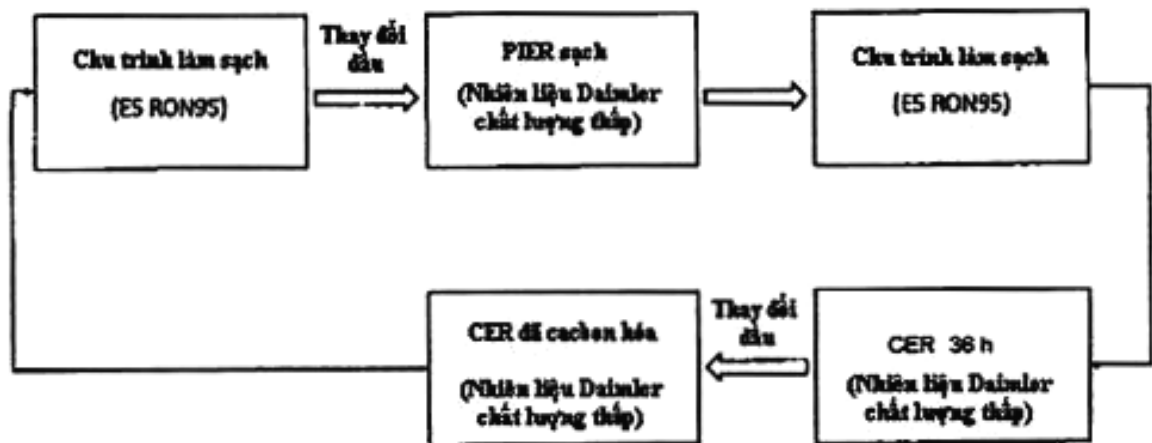 Chu trình làm sạch
(E5 RON95)
Thay đổi
dầu
PIER sạch
(Nhiên liệu Daimler
chất lượng thấp)
Chu trình làm sạch
(E5 RON95)
CER đã cacbon hóa
(Nhiên liệu Daimler
chất lượng thấp)
Thay đổi
dầu
CER 36 h
(Nhiên liệu Daimler
chất lượng thấp)